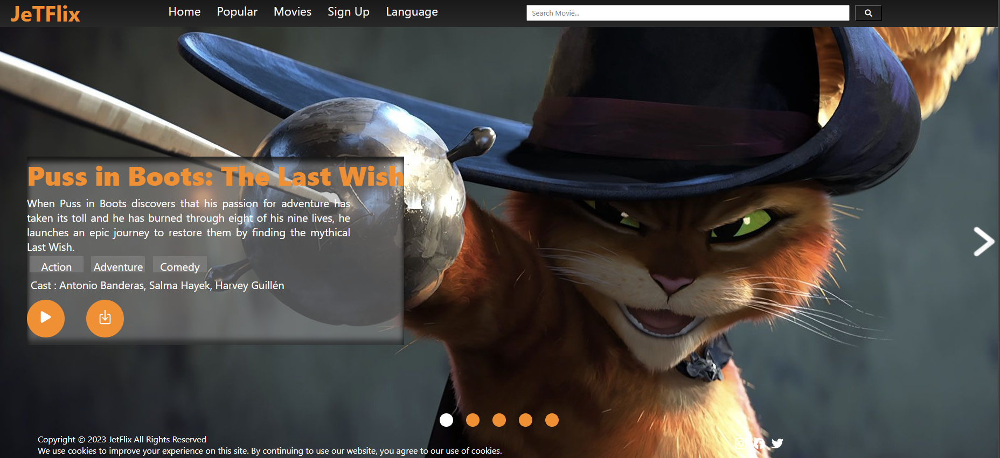 JeTFlix
Home Popular Movies Sign Up Language
Search Movie...
Puss in Boots: The Last Wish
When Puss in Boots discovers that his passion for adventure has
taken its toll and he has burned through eight of his nine lives, he
launches an epic journey to restore them by finding the mythical
Last Wish.
Action Adventure Comedy
Cast : Antonio Banderas, Salma Hayek, Harvey Guillén
Copyright © 2023 JetFlix All Rights Reserved
We use cookies to improve your experience on this site. By continuing to use our website, you agree to our use of cookies.